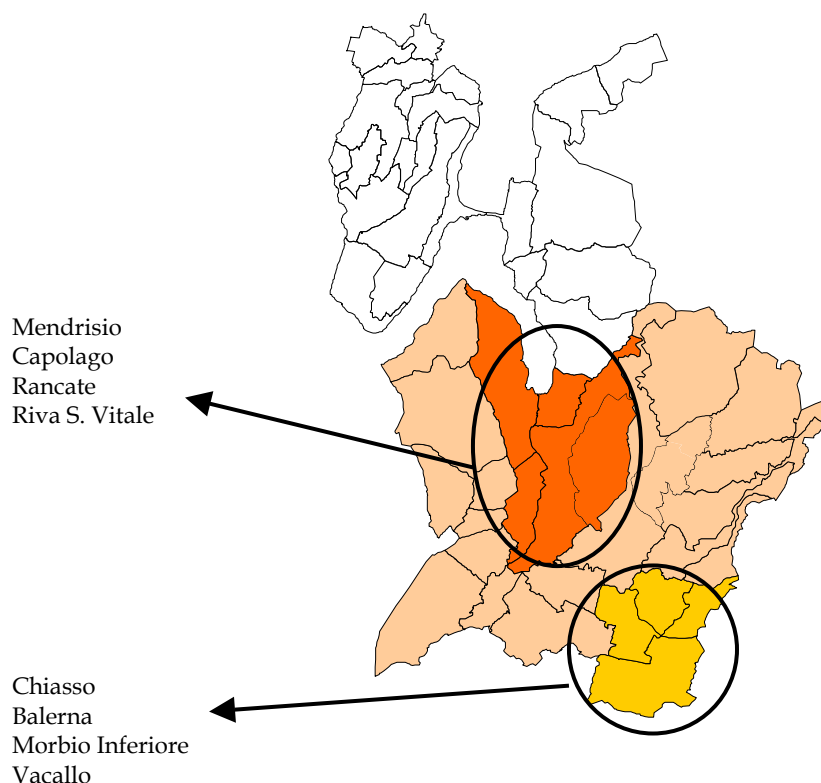 Mendrisio
Capolago
Rancate
Riva S. Vitale
Chiasso
Balerna
Morbio Inferiore
Vacallo